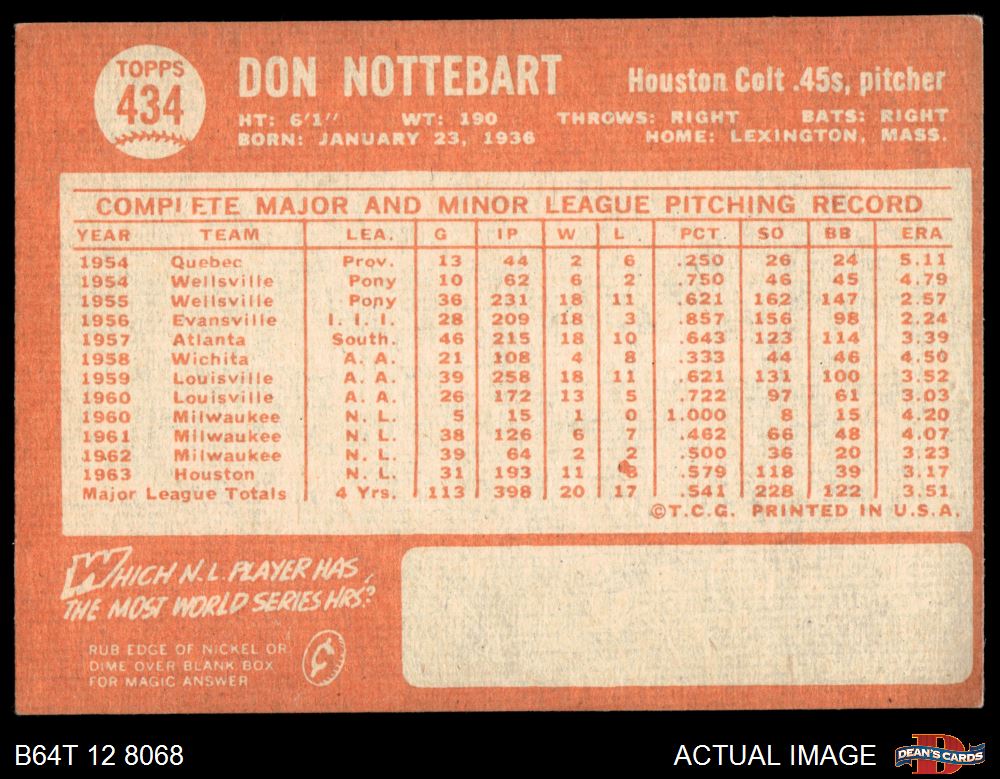 TOPPS
434
DON NOTTEBART
Houston Colt .45s, pitcher
HT: 6'1" WT: 190 THROWS: RIGHT BATS: RIGHT
BORN: JANUARY 23, 1936 HOME: LEXINGTON, MASS.
COMPLETE MAJOR AND MINOR LEAGUE PITCHING RECORD
YEAR TEAM LEA. G IP W L PCT. SO BB ERA
1954 Quebec Prov. 13 44 2 6 .250 26 24 5.11
1954 Wellsville Pony 10 62 6 2 .750 46 45 4.79
1955 Wellsville Pony 36 231 18 11 .621 162 147 2.57
1956 Evansville I. I. I. 28 209 18 3 .857 156 98 2.24
1957 Atlanta South. 46 215 18 10 .643 123 114 3.39
1958 Wichita A. A. 21 108 4 8 .333 44 46 4.50
1959 Louisville A. A. 39 258 18 11 .621 131 100 3.52
1960 Louisville A. A. 26 172 13 5 .722 97 61 3.03
1960 Milwaukee N. L. 5 15 1 0 1.000 8 15 4.20
1961 Milwaukee N. L. 38 126 6 7 .462 66 48 4.07
1962 Milwaukee N. L. 39 64 2 2 .500 36 20 3.23
1963 Houston N. L. 31 193 11 8 .579 118 39 3.17
Major League Totals 4 Yrs. 113 398 20 17 .541 228 122 3.51
©T.C.G. PRINTED IN U.S.A.
WHICH N.L. PLAYER HAS
THE MOST WORLD SERIES HRS?
RUB EDGE OF NICKEL OR
DIME OVER BLANK BOX
FOR MAGIC ANSWER
¢
B64T 12 8068
ACTUAL IMAGE
DEAN'S CARDS